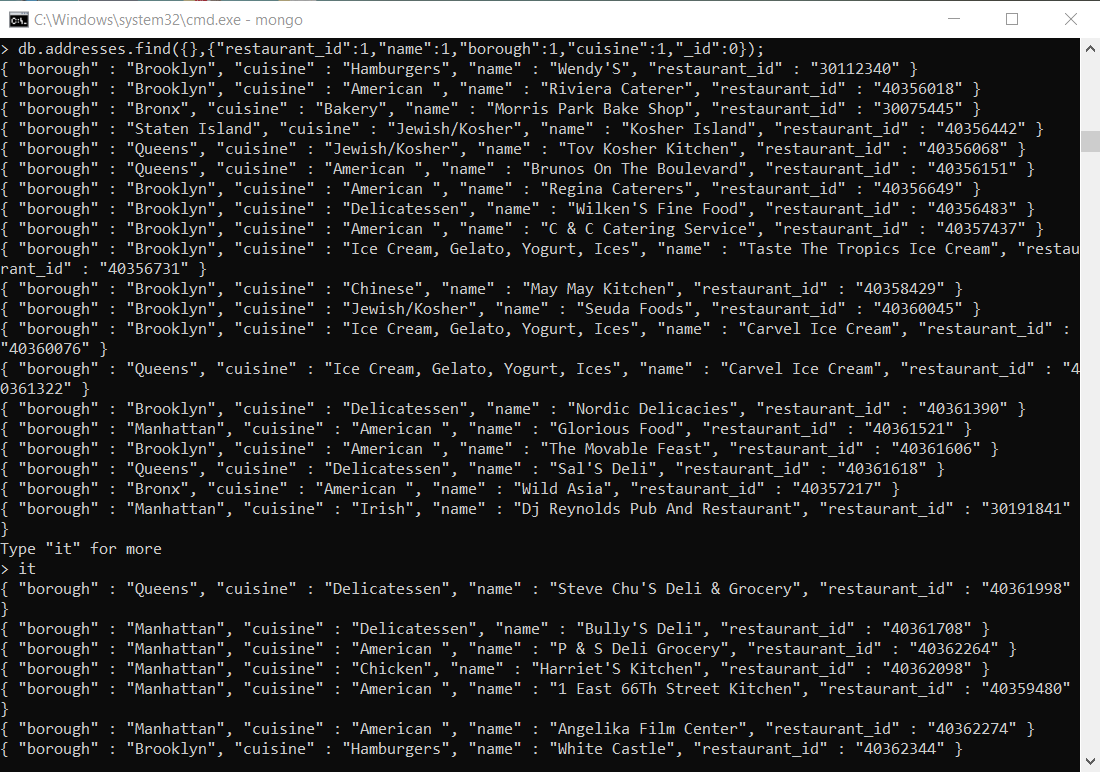 C:\Windows\system32\cmd.exe - mongo
> db.addresses.find({},{"restaurant_id":1,"name":1,"borough":1,"cuisine":1,"_id":0});
{ "borough" : "Brooklyn", "cuisine" : "Hamburgers", "name" : "Wendy'S", "restaurant_id" : "30112340" }
{ "borough" : "Brooklyn", "cuisine" : "American ", "name" : "Riviera Caterer", "restaurant_id" : "40356018" }
{ "borough" : "Bronx", "cuisine" : "Bakery", "name" : "Morris Park Bake Shop", "restaurant_id" : "30075445" }
{ "borough" : "Staten Island", "cuisine" : "Jewish/Kosher", "name" : "Kosher Island", "restaurant_id" : "40356442" }
{ "borough" : "Queens", "cuisine" : "Jewish/Kosher", "name" : "Tov Kosher Kitchen", "restaurant_id" : "40356068" }
{ "borough" : "Queens", "cuisine" : "American ", "name" : "Brunos On The Boulevard", "restaurant_id" : "40356151" }
{ "borough" : "Brooklyn", "cuisine" : "American ", "name" : "Regina Caterers", "restaurant_id" : "40356649" }
{ "borough" : "Brooklyn", "cuisine" : "Delicatessen", "name" : "Wilken'S Fine Food", "restaurant_id" : "40356483" }
{ "borough" : "Brooklyn", "cuisine" : "American ", "name" : "C & C Catering Service", "restaurant_id" : "40357437" }
{ "borough" : "Brooklyn", "cuisine" : "Ice Cream, Gelato, Yogurt, Ices", "name" : "Taste The Tropics Ice Cream", "restau
rant_id" : "40356731" }
{ "borough" : "Brooklyn", "cuisine" : "Chinese", "name" : "May May Kitchen", "restaurant_id" : "40358429" }
{ "borough" : "Brooklyn", "cuisine" : "Jewish/Kosher", "name" : "Seuda Foods", "restaurant_id" : "40360045" }
{ "borough" : "Brooklyn", "cuisine" : "Ice Cream, Gelato, Yogurt, Ices", "name" : "Carvel Ice Cream", "restaurant_id" :
"40360076" }
{ "borough" : "Queens", "cuisine" : "Ice Cream, Gelato, Yogurt, Ices", "name" : "Carvel Ice Cream", "restaurant_id" : "4
0361322" }
{ "borough" : "Brooklyn", "cuisine" : "Delicatessen", "name" : "Nordic Delicacies", "restaurant_id" : "40361390" }
{ "borough" : "Manhattan", "cuisine" : "American ", "name" : "Glorious Food", "restaurant_id" : "40361521" }
{ "borough" : "Brooklyn", "cuisine" : "American ", "name" : "The Movable Feast", "restaurant_id" : "40361606" }
{ "borough" : "Queens", "cuisine" : "Delicatessen", "name" : "Sal'S Deli", "restaurant_id" : "40361618" }
{ "borough" : "Bronx", "cuisine" : "American ", "name" : "Wild Asia", "restaurant_id" : "40357217" }
{ "borough" : "Manhattan", "cuisine" : "Irish", "name" : "Dj Reynolds Pub And Restaurant", "restaurant_id" : "30191841"
}
Type "it" for more
> it
{ "borough" : "Queens", "cuisine" : "Delicatessen", "name" : "Steve Chu'S Deli & Grocery", "restaurant_id" : "40361998"
}
{ "borough" : "Manhattan", "cuisine" : "Delicatessen", "name" : "Bully'S Deli", "restaurant_id" : "40361708" }
{ "borough" : "Manhattan", "cuisine" : "American ", "name" : "P & S Deli Grocery", "restaurant_id" : "40362264" }
{ "borough" : "Manhattan", "cuisine" : "Chicken", "name" : "Harriet'S Kitchen", "restaurant_id" : "40362098" }
{ "borough" : "Manhattan", "cuisine" : "American ", "name" : "1 East 66Th Street Kitchen", "restaurant_id" : "40359480"
}
{ "borough" : "Manhattan", "cuisine" : "American ", "name" : "Angelika Film Center", "restaurant_id" : "40362274" }
{ "borough" : "Brooklyn", "cuisine" : "Hamburgers", "name" : "White Castle", "restaurant_id" : "40362344" }